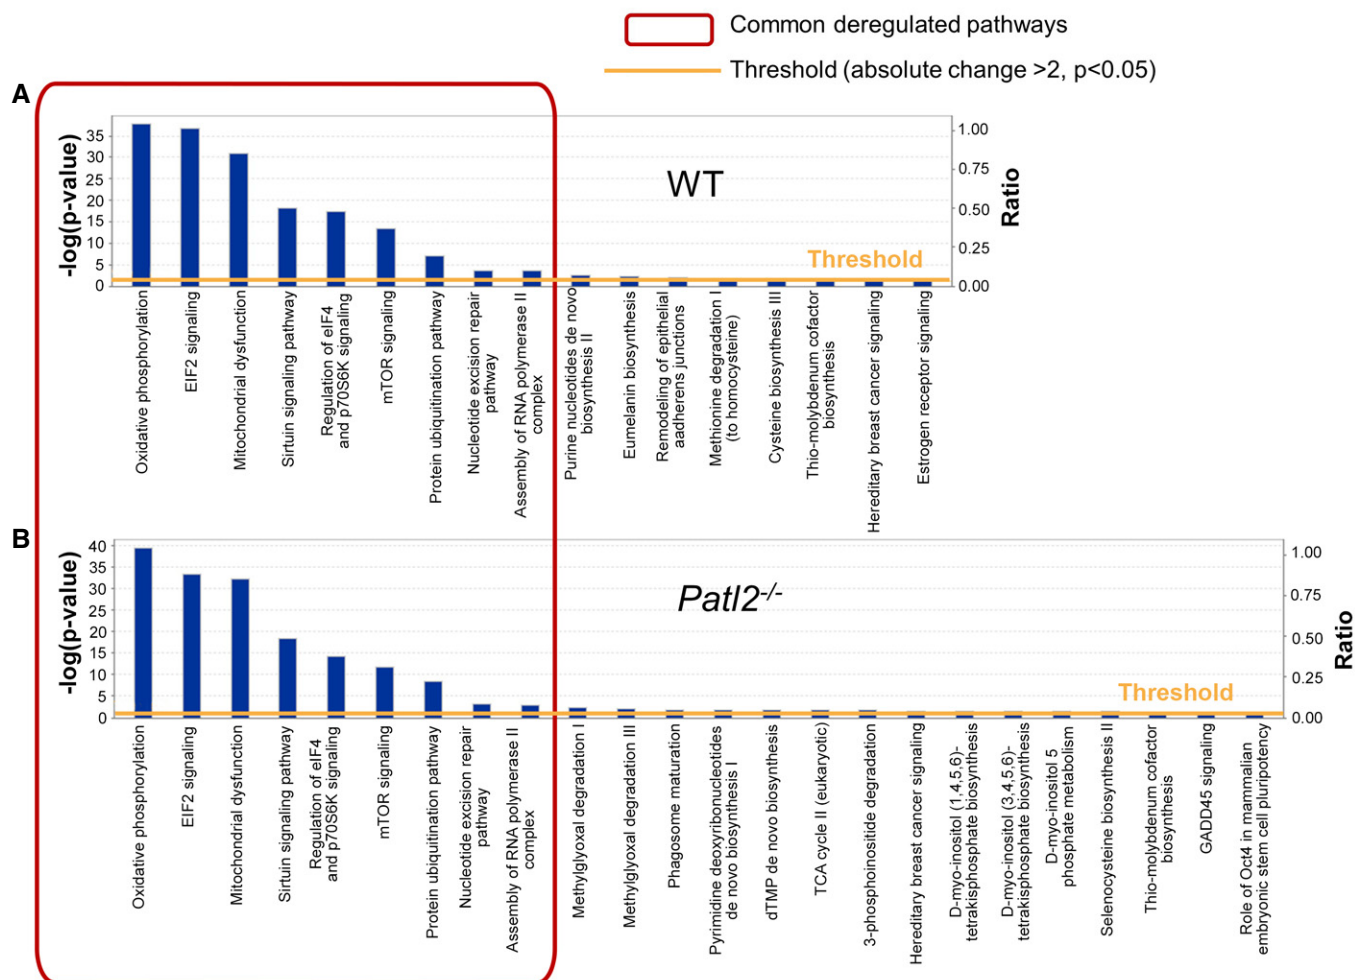 Common deregulated pathways
Threshold (absolute change >2, p<0.05)
A
-log(p-value)
35
30
25
20
15
10
5
0
WT
Threshold
1.00
0.75
0.50
0.25
0.00
Ratio
Oxidative phosphorylation
EIF2 signaling
Mitochondrial dysfunction
Sirtuin signaling pathway
Regulation of eIF4
and p70S6K signaling
mTOR signaling
Protein ubiquitination pathway
Nucleotide excision repair
pathway
Assembly of RNA polymerase II
complex
Purine nucleotides de novo
biosynthesis II
Eumelanin biosynthesis
Remodeling of epithelial
aadherens junctions
Methionine degradation I
(to homocysteine)
Cysteine biosynthesis III
Thio-molybdenum cofactor
biosynthesis
Hereditary breast cancer signaling
Estrogen receptor signaling
B
-log(p-value)
40
35
30
25
20
15
10
5
0
Patl2-/-
Threshold
1.00
0.75
0.50
0.25
0.00
Ratio
Oxidative phosphorylation
EIF2 signaling
Mitochondrial dysfunction
Sirtuin signaling pathway
Regulation of eIF4
and p70S6K signaling
mTOR signaling
Protein ubiquitination pathway
Nucleotide excision repair
pathway
Assembly of RNA polymerase II
complex
Methylglyoxal degradation I
Methylglyoxal degradation III
Phagosome maturation
Pyrimidine deoxyribonucleotides
de novo biosynthesis I
dTMP de novo biosynthesis
TCA cycle II (eukaryotic)
3-phosphoinositide degradation
Hereditary breast cancer signaling
D-myo-inositol (1,4,5,6)-
tetrakisphosphate biosynthesis
D-myo-inositol (3,4,5,6)-
tetrakisphosphate biosynthesis
D-myo-inositol 5
phosphate metabolism
Selenocysteine biosynthesis II
Thio-molybdenum cofactor
biosynthesis
GADD45 signaling
Role of Oct4 in mammalian
embryonic stem cell pluripotency